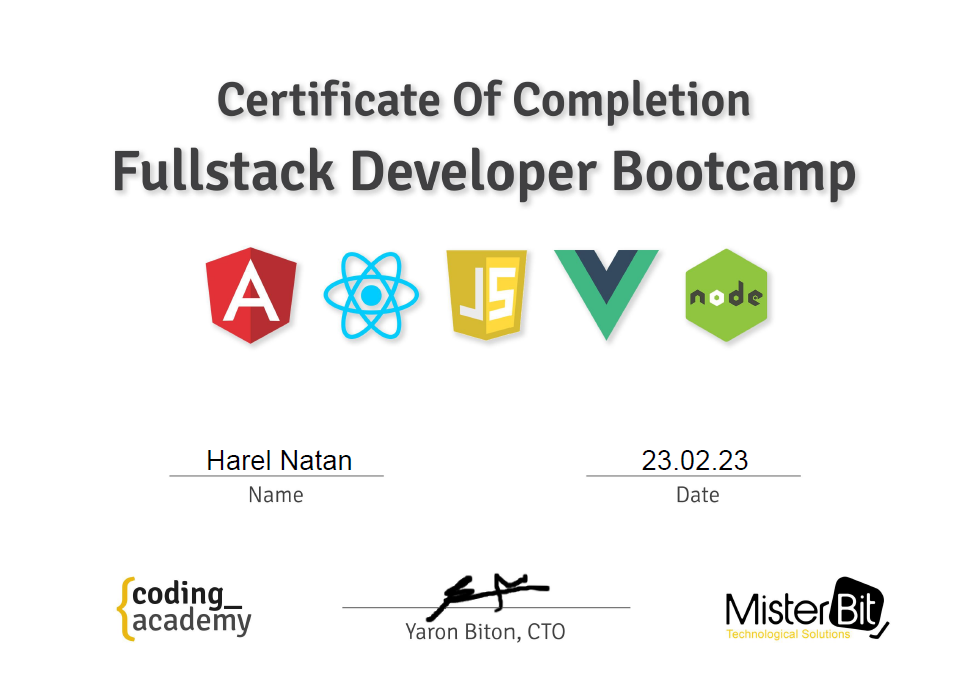 Certificate Of Completion
Fullstack Developer Bootcamp
A
JS
node
Harel Natan
Name
23.02.23
Date
{coding_
academy
Yaron Biton, CTO
MisterBit
Technological Solutions